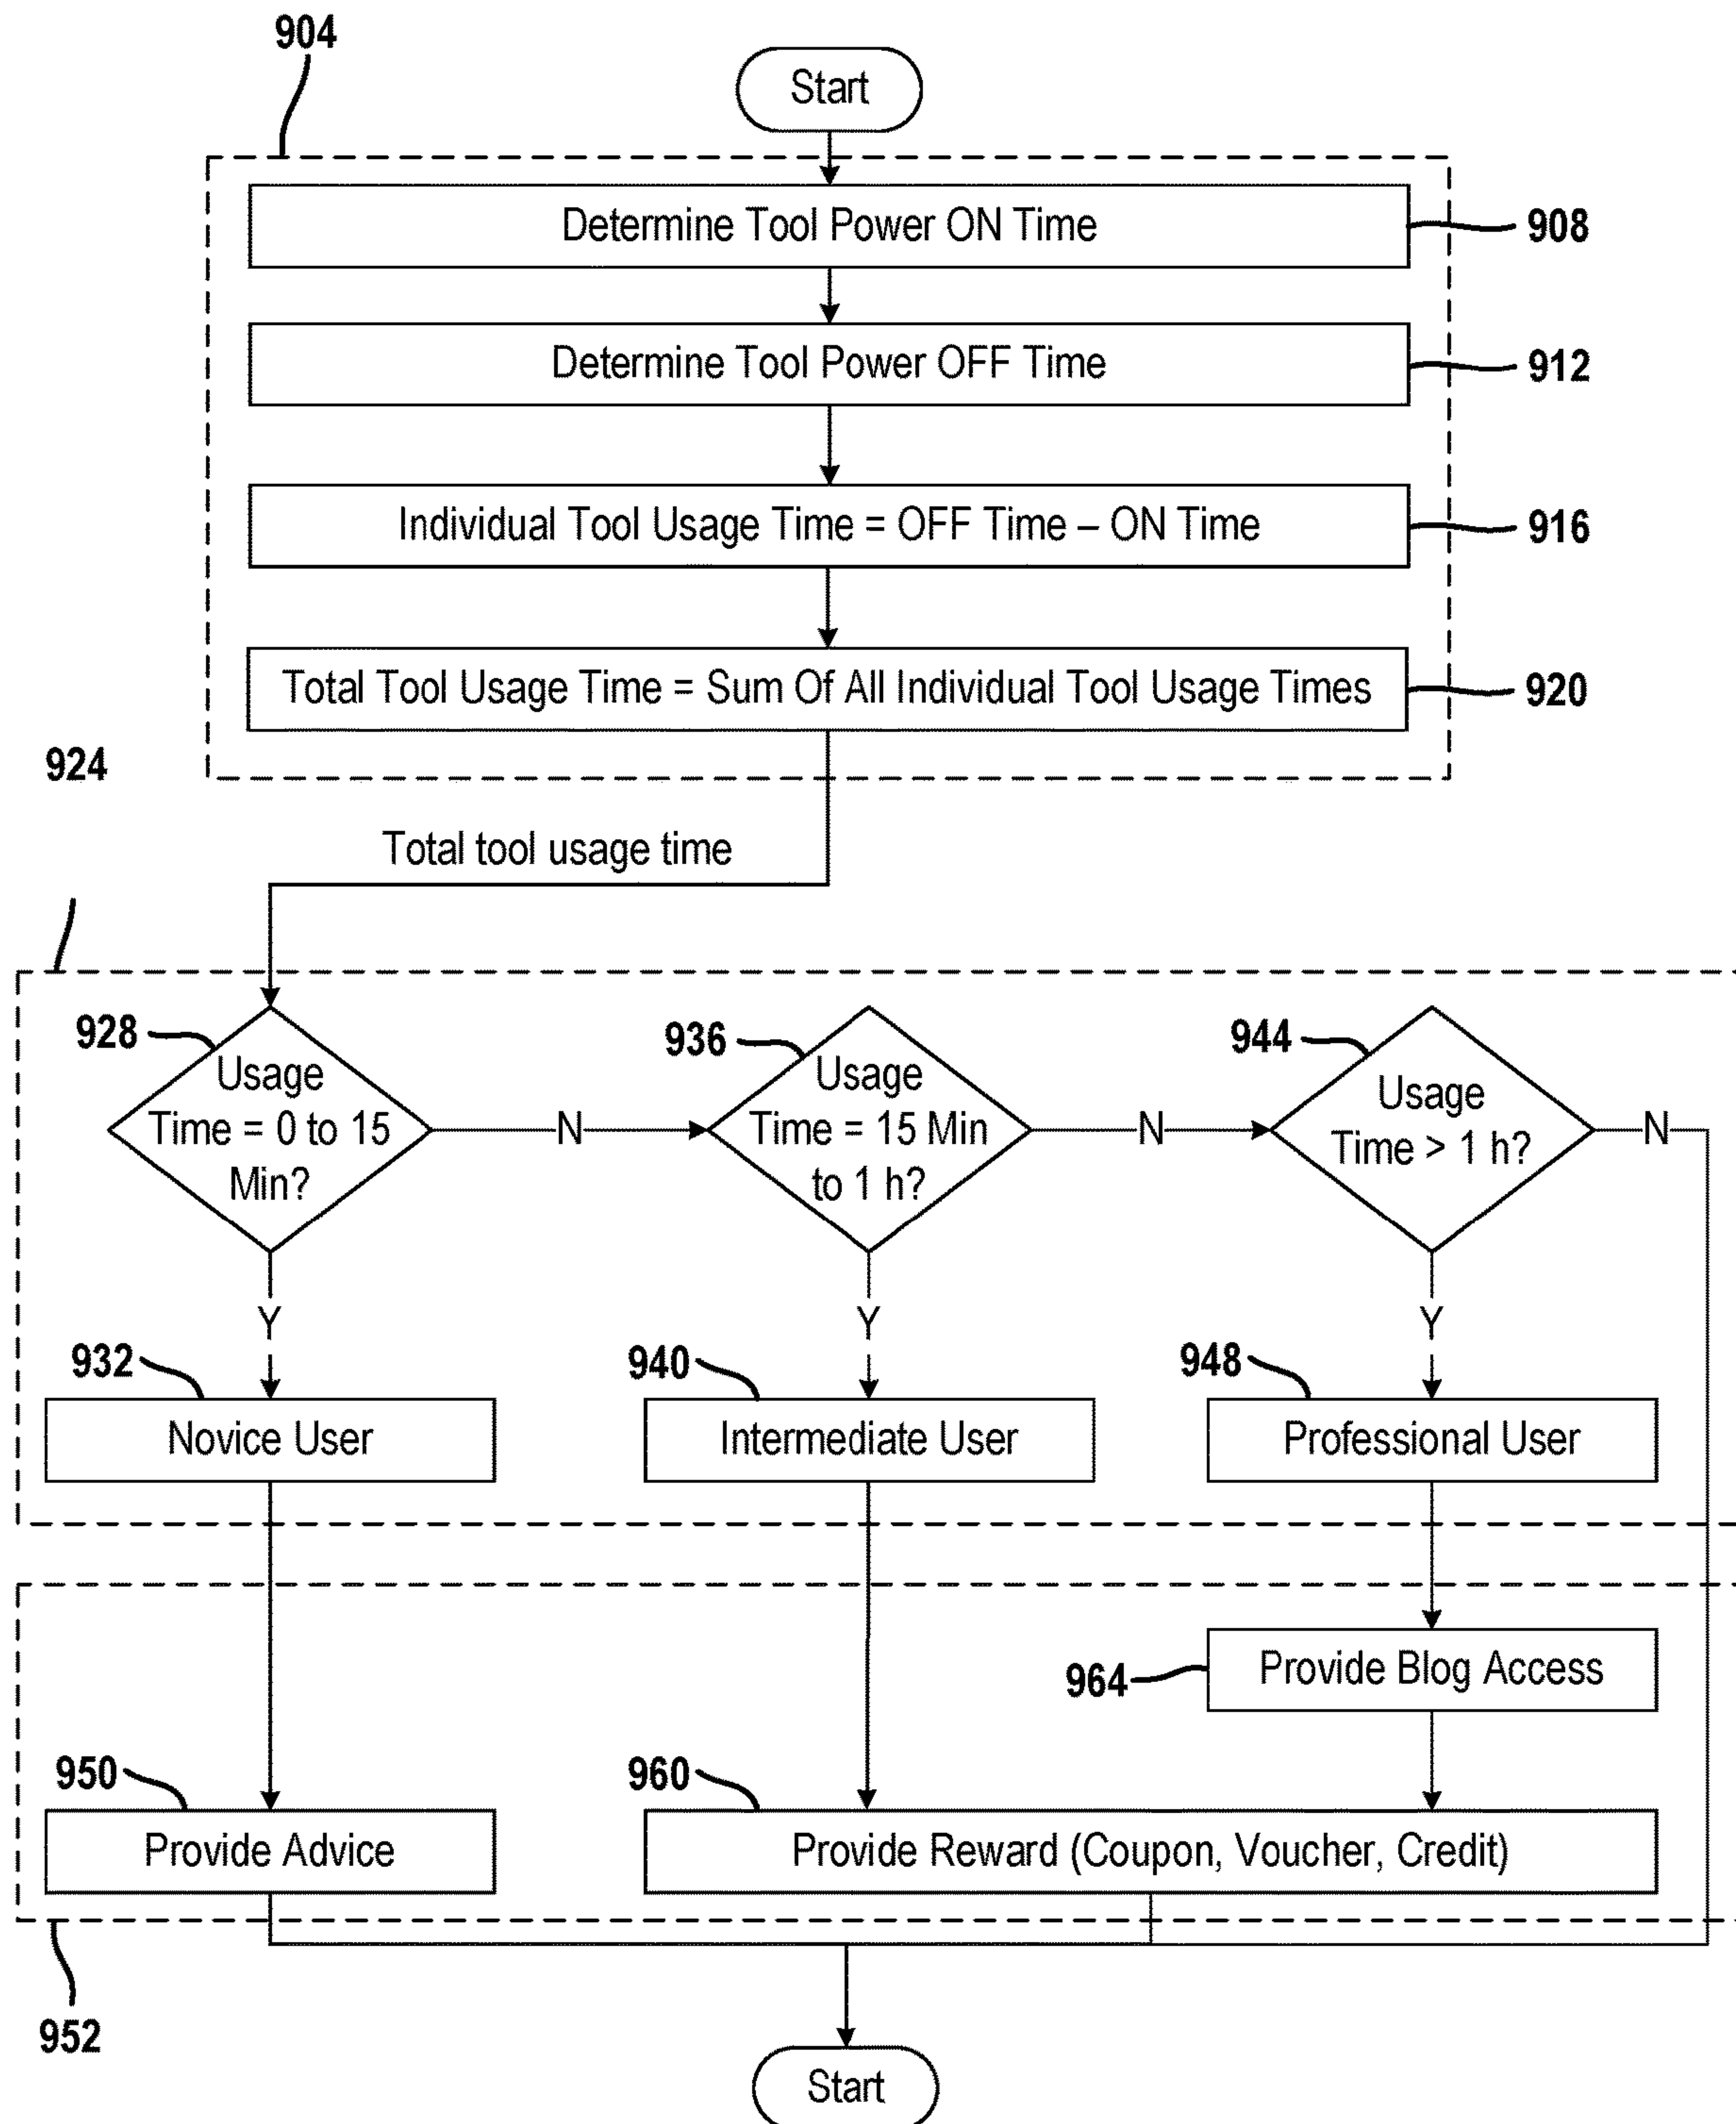 904
Start
Determine Tool Power ON Time
908
Determine Tool Power OFF Time
912
Individual Tool Usage Time = OFF Time – ON Time
916
Total Tool Usage Time = Sum Of All Individual Tool Usage Times
920
924
Total tool usage time
928
Usage
Time = 0 to 15
Min?
N
936
Usage
Time = 15 Min
to 1 h?
N
944
Usage
Time > 1 h?
N
Y
Y
Y
932
Novice User
940
Intermediate User
948
Professional User
964
Provide Blog Access
950
Provide Advice
960
Provide Reward (Coupon, Voucher, Credit)
952
Start